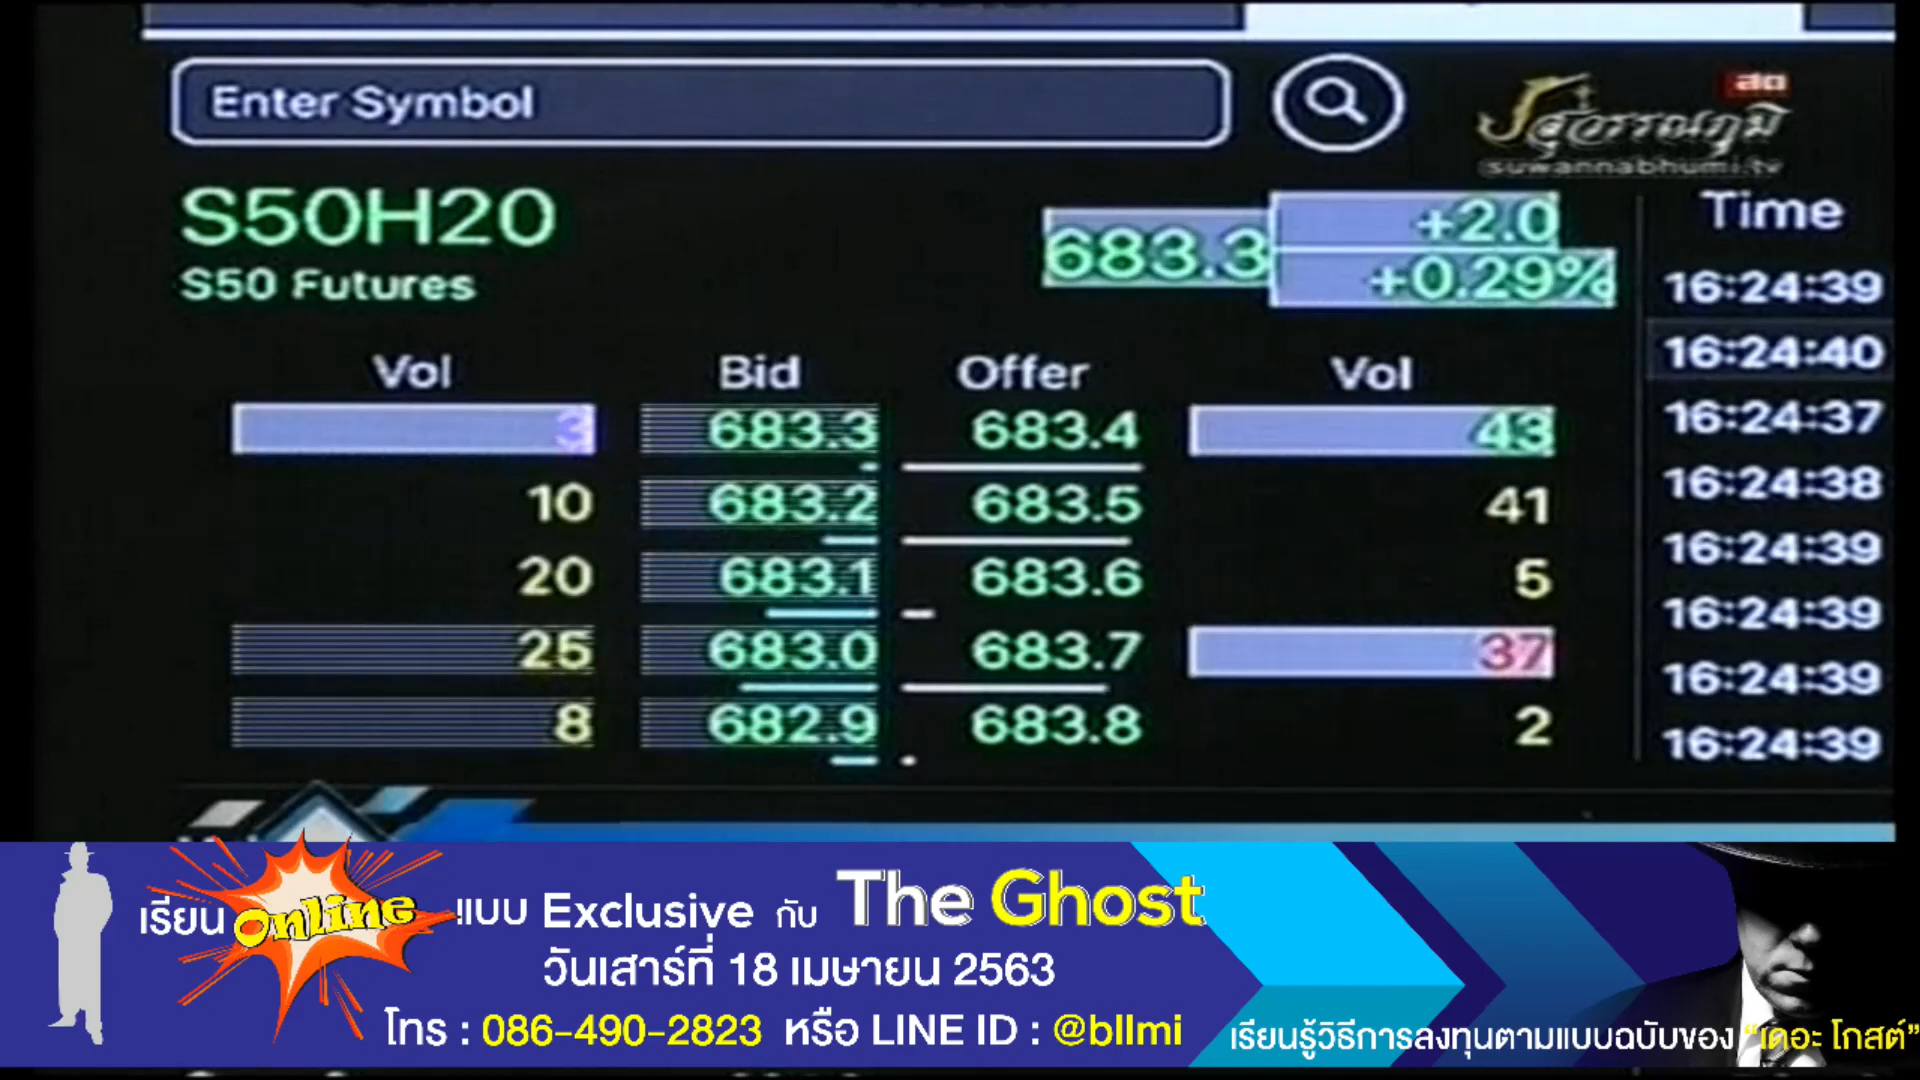 Enter Symbol
สด
สุวรรณภูมิ
@suwannabhumi.tv
S50H20
S50 Futures
683.3
+2.0
+0.29%
Time
16:24:39
16:24:40
16:24:37
16:24:38
16:24:39
16:24:39
16:24:39
16:24:39
Vol Bid Offer Vol
3 683.3 683.4 43
10 683.2 683.5 41
20 683.1 683.6 5
25 683.0 683.7 37
8 682.9 683.8 2
เรียน Online แบบ Exclusive กับ The Ghost
วันเสาร์ที่ 18 เมษายน 2563
โทร : 086-490-2823 หรือ LINE ID : @bllmi
เรียนรู้วิธีการลงทุนตามแบบฉบับของ “เดอะ โกสต์”